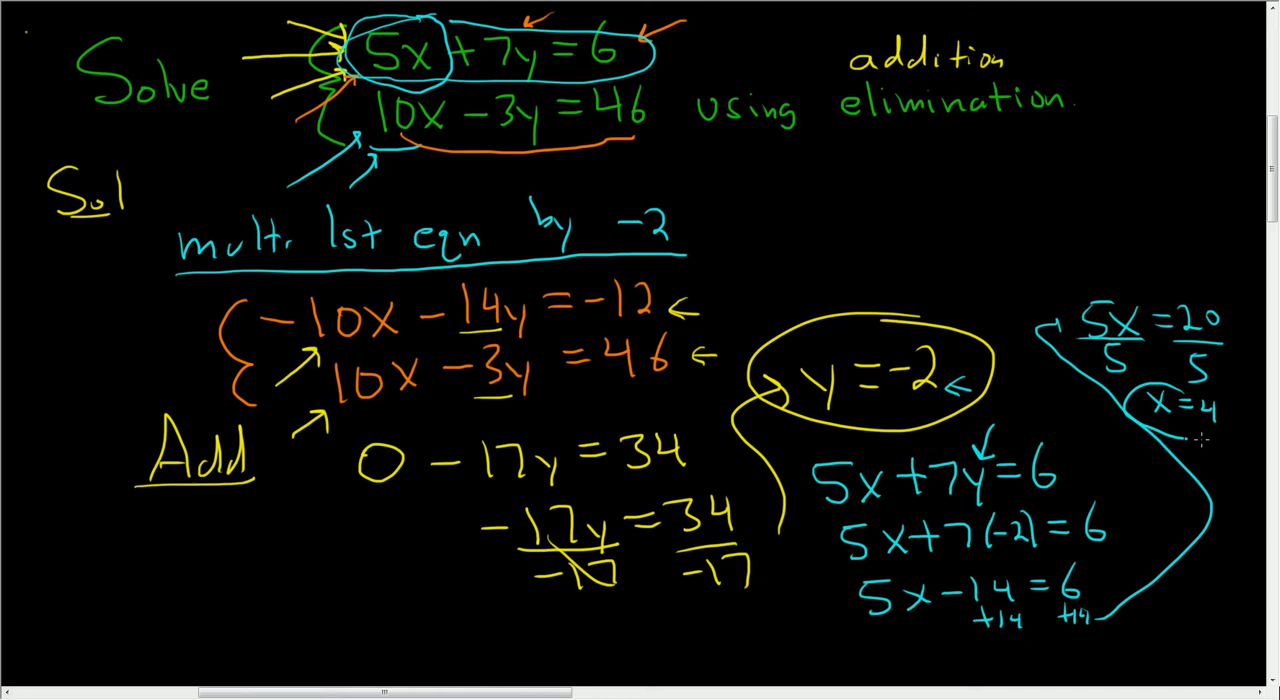 addition
Solve
5x + 7y = 6
10x - 3y = 46
using elimination
Sol
mult. 1st eqn by -2
-10x - 14y = -12
10x - 3y = 46
Add
0 - 17y = 34
-17y = 34
-17 -17
y = -2
5x + 7y = 6
5x + 7(-2) = 6
5x - 14 = 6
+14 +14
5x = 20
5 5
x = 4